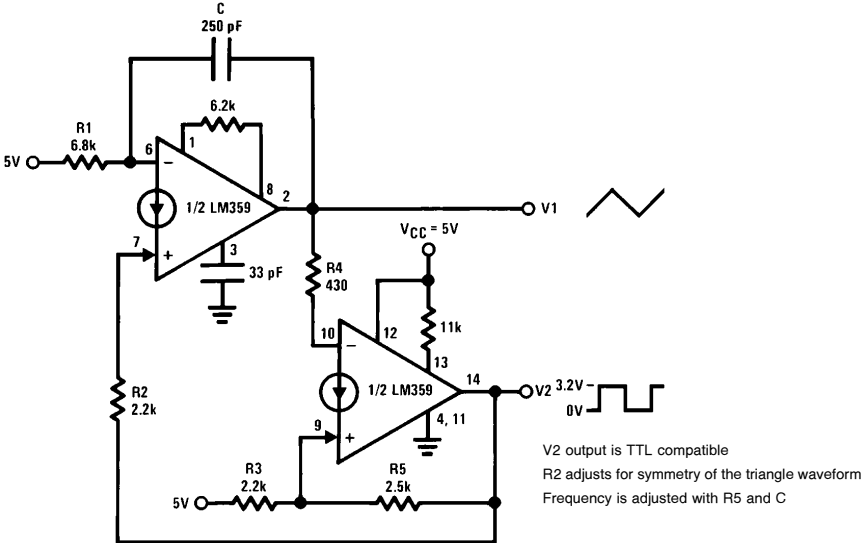 C
250 pF
6.2k
R1
6.8k
5V
6
−
1
8
2
1/2 LM359
7
+
3
33 pF
V1
VCC = 5V
R4
430
12
11k
10
−
13
1/2 LM359
14
V2
3.2V
0V
9
+
4, 11
R2
2.2k
R3
2.2k
R5
2.5k
5V
V2 output is TTL compatible
R2 adjusts for symmetry of the triangle waveform
Frequency is adjusted with R5 and C